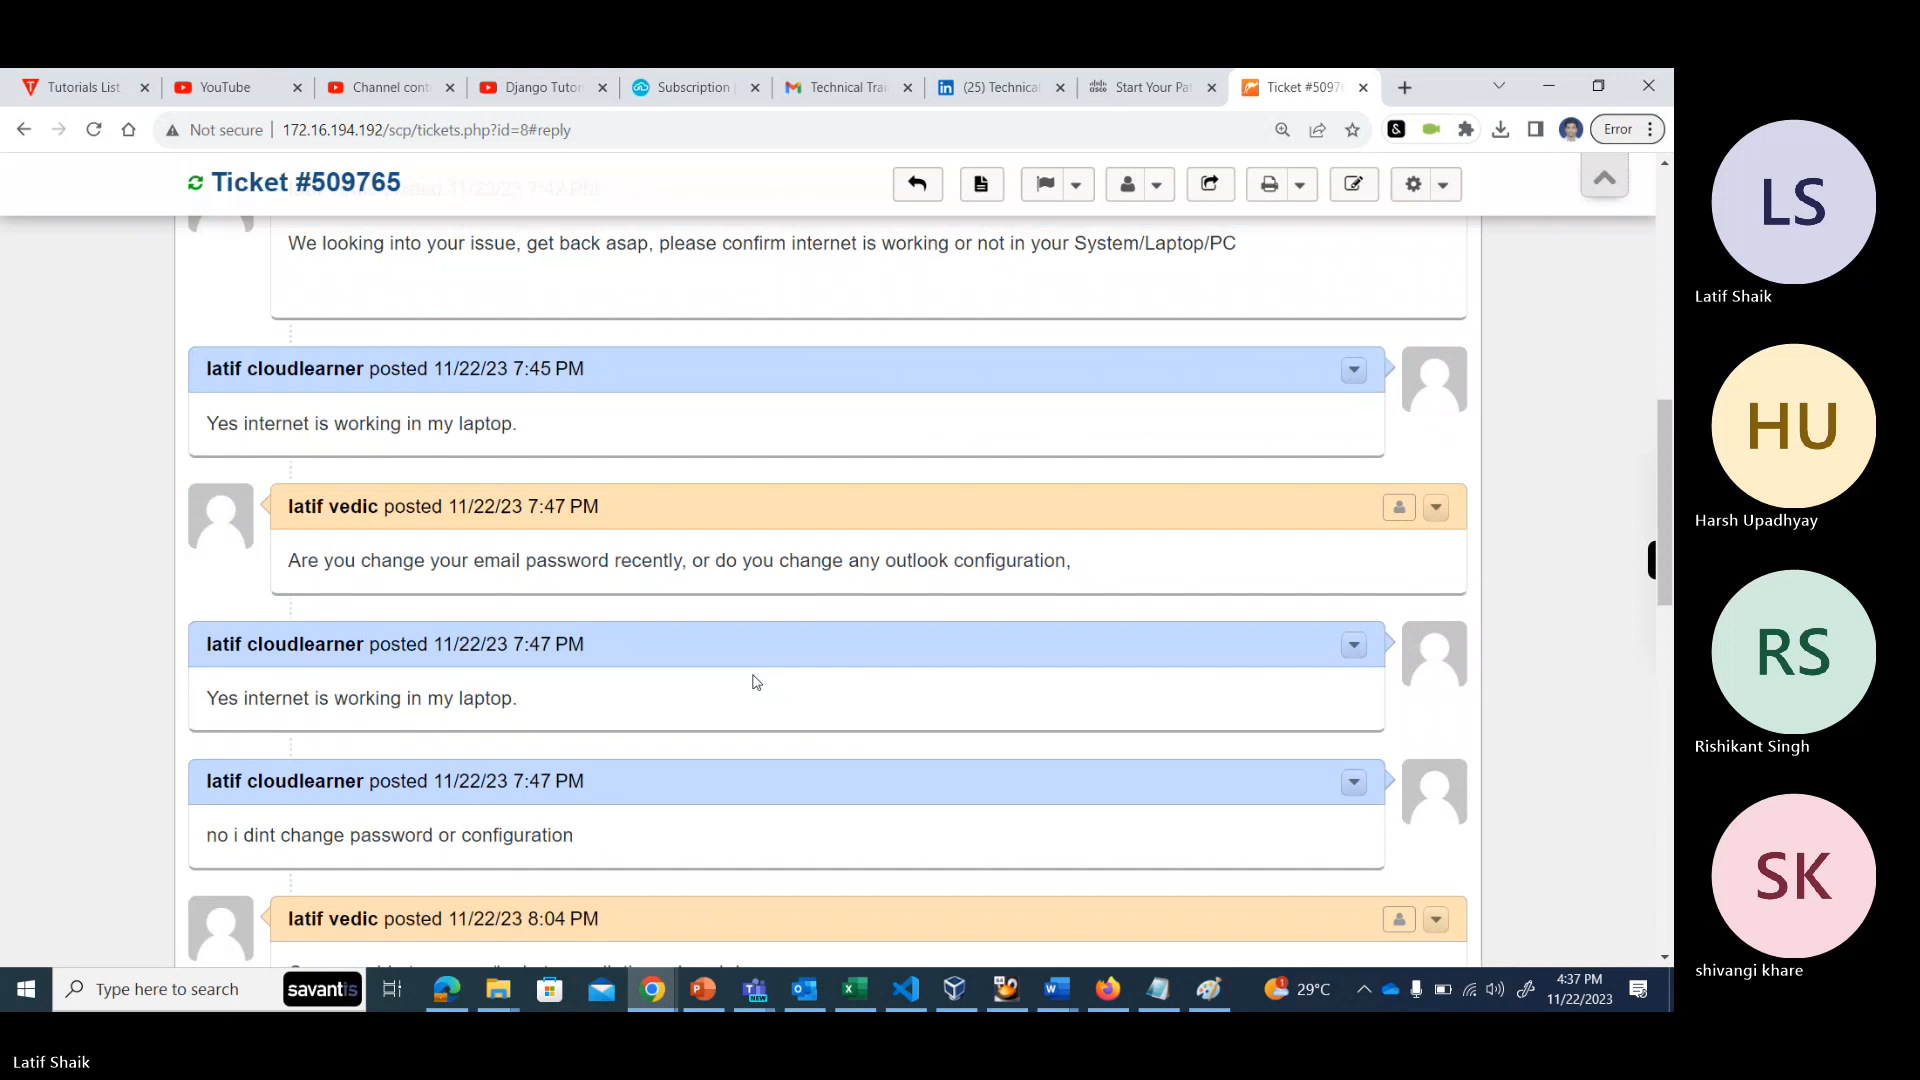 Tutorials List
YouTube
Channel cont
Django Tutor
Subscription
Technical Trai
(25) Technica
Start Your Pat
Ticket #5097
Not secure
172.16.194.192/scp/tickets.php?id=8#reply
Error
Ticket #509765
We looking into your issue, get back asap, please confirm internet is working or not in your System/Laptop/PC
latif cloudlearner posted 11/22/23 7:45 PM
Yes internet is working in my laptop.
latif vedic posted 11/22/23 7:47 PM
Are you change your email password recently, or do you change any outlook configuration,
latif cloudlearner posted 11/22/23 7:47 PM
Yes internet is working in my laptop.
latif cloudlearner posted 11/22/23 7:47 PM
no i dint change password or configuration
latif vedic posted 11/22/23 8:04 PM
Type here to search
savantis
29°C
4:37 PM
11/22/2023
LS
Latif Shaik
HU
Harsh Upadhyay
RS
Rishikant Singh
SK
shivangi khare
Latif Shaik